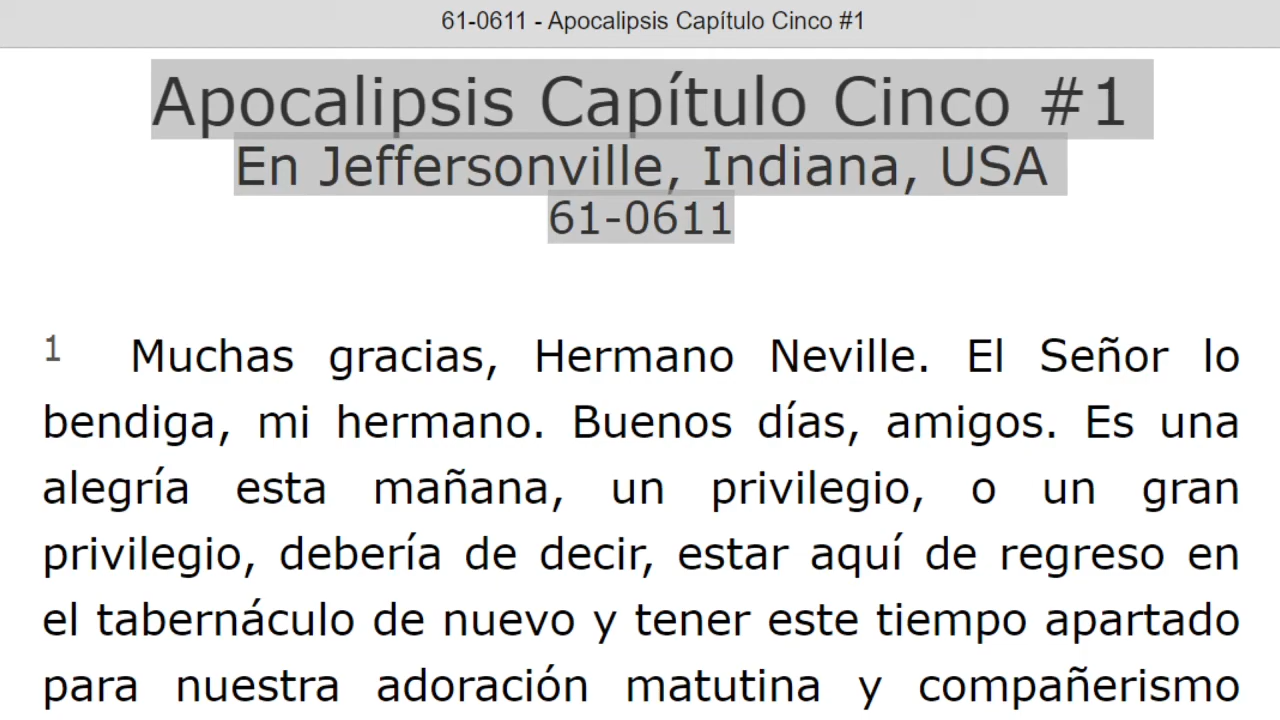 61-0611 - Apocalipsis Capítulo Cinco #1
Apocalipsis Capítulo Cinco #1
En Jeffersonville, Indiana, USA
61-0611
1 Muchas gracias, Hermano Neville. El Señor lo
bendiga, mi hermano. Buenos días, amigos. Es una
alegría esta mañana, un privilegio, o un gran
privilegio, debería de decir, estar aquí de regreso en
el tabernáculo de nuevo y tener este tiempo apartado
para nuestra adoración matutina y compañerismo